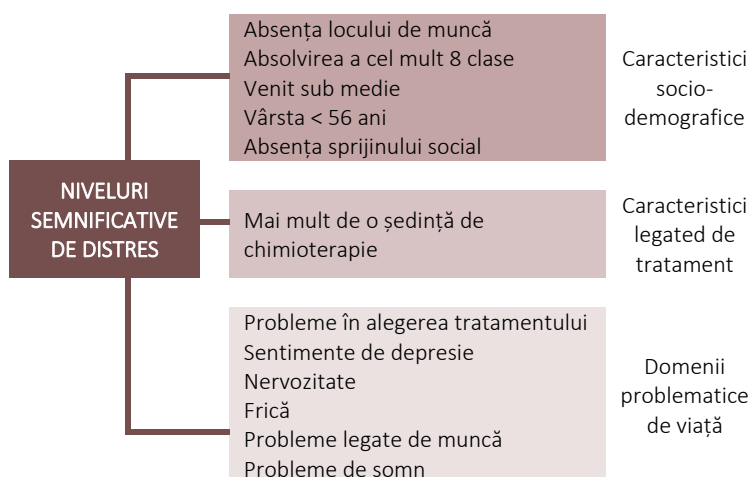 Absența locului de muncă
Absolvirea a cel mult 8 clase
Venit sub medie
Vârsta < 56 ani
Absența sprijinului social
Caracteristici
socio-
demografice
NIVELURI
SEMNIFICATIVE
DE DISTRES
Mai mult de o ședință de
chimioterapie
Caracteristici
legated de
tratament
Probleme în alegerea tratamentului
Sentimente de depresie
Nervozitate
Frică
Probleme legate de muncă
Probleme de somn
Domenii
problematice
de viață